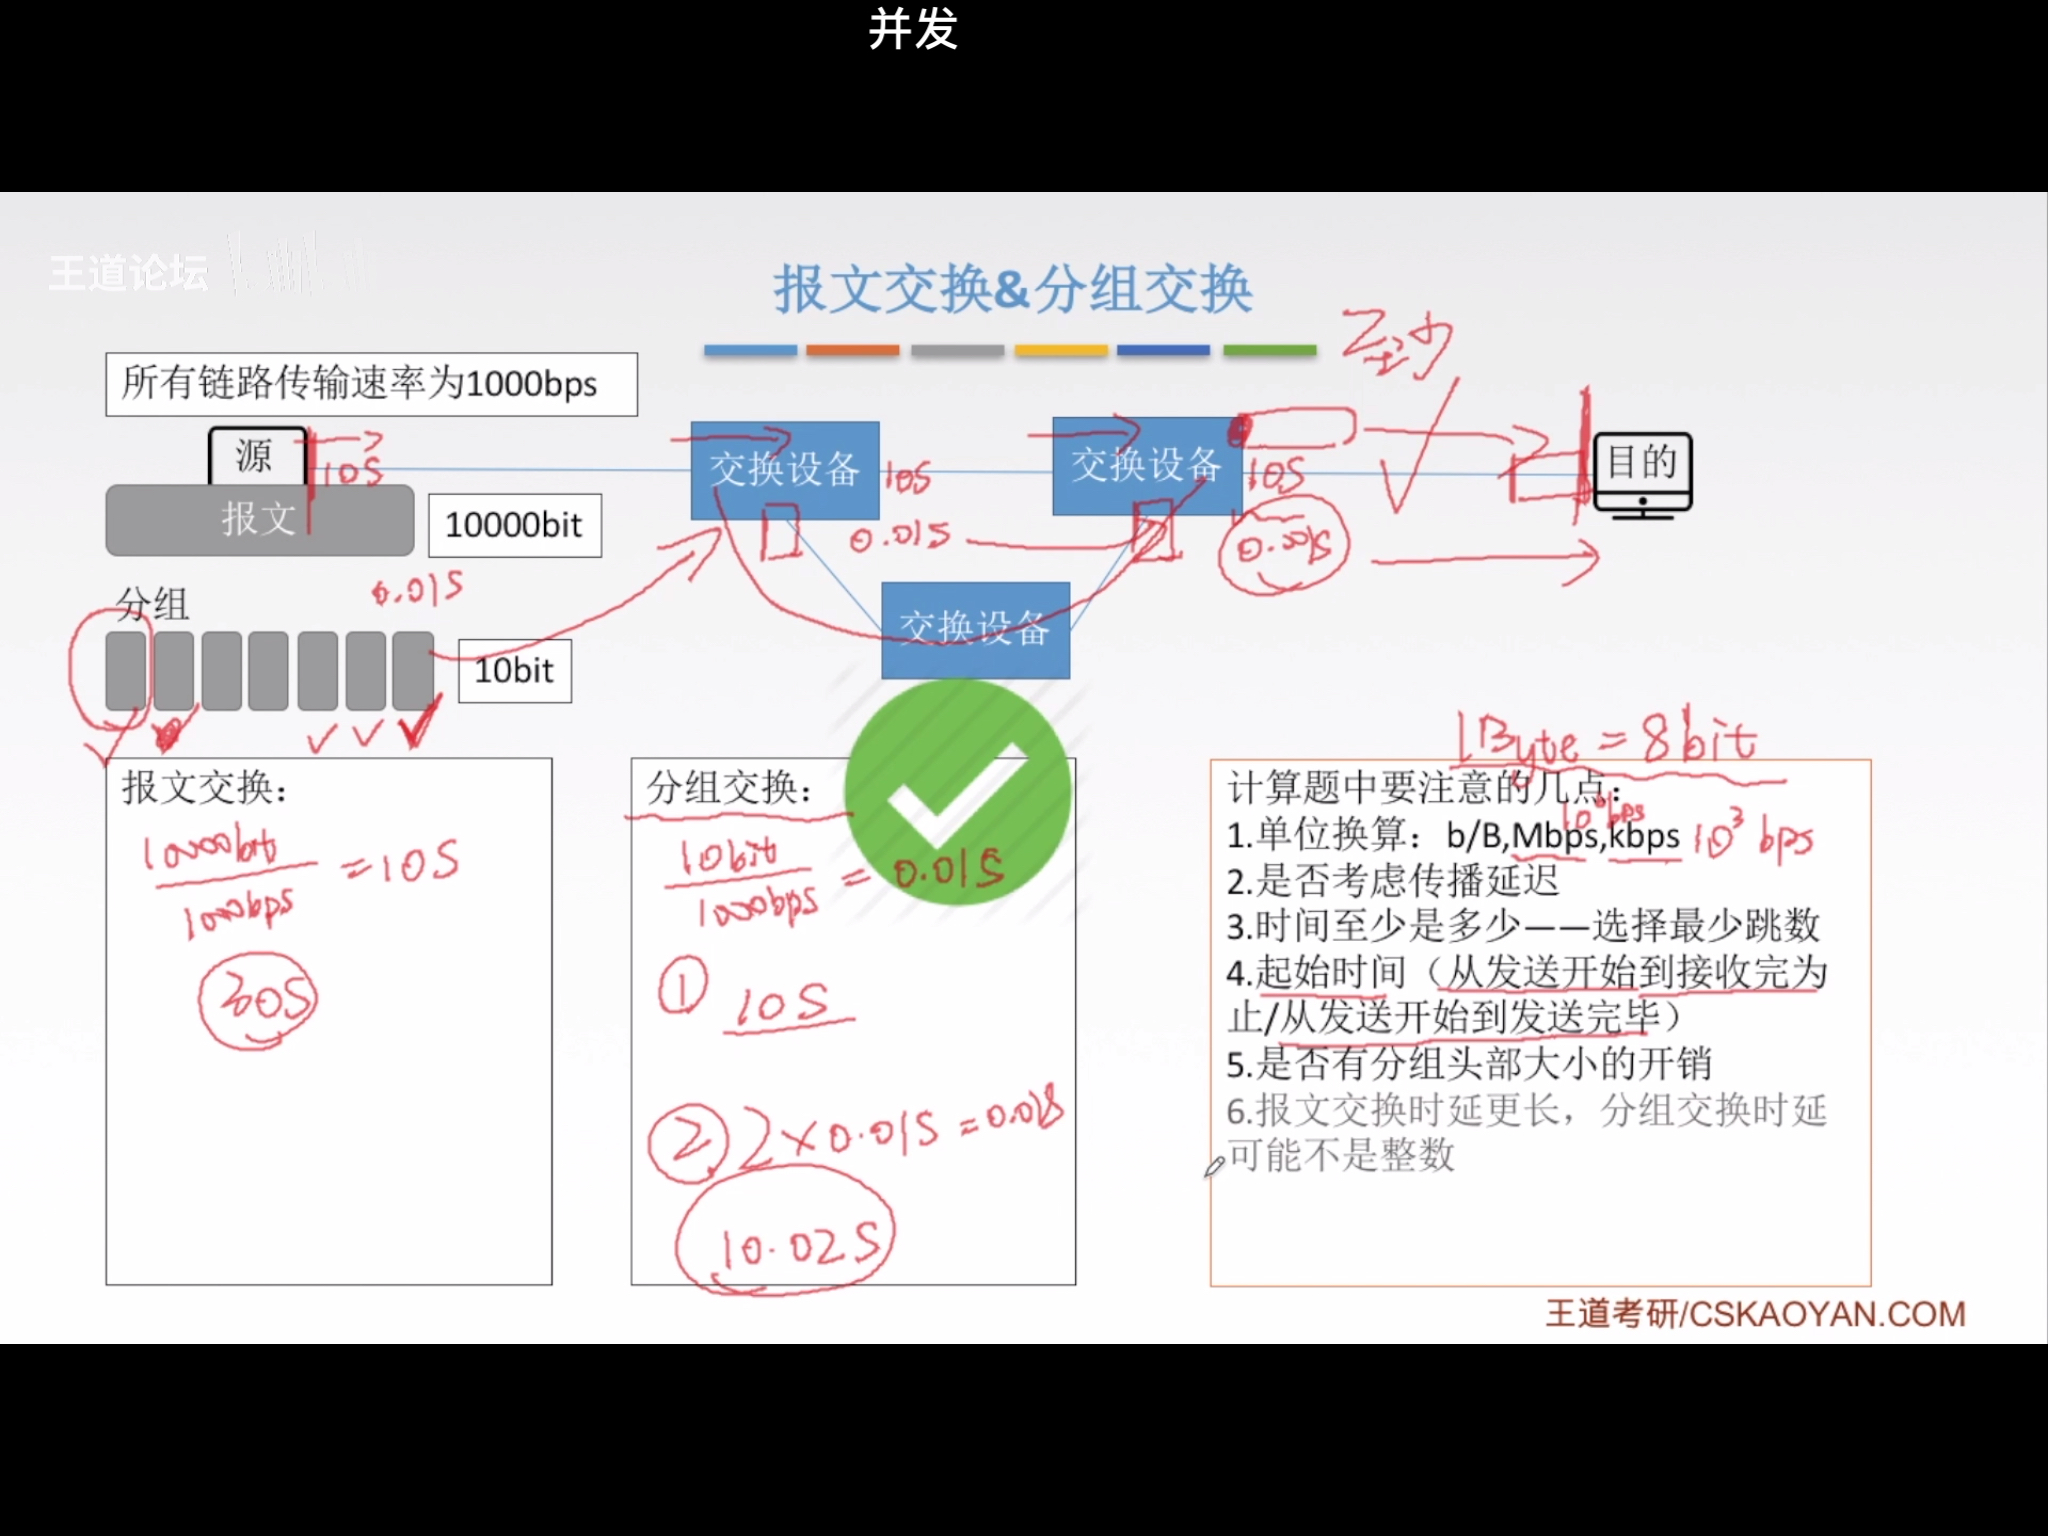 并发
王道论坛
报文交换&分组交换
至少
所有链路传输速率为1000bps
源
交换设备
交换设备
目的
10S
10S
10S
报文
10000bit
0.01S
0.01S
分组
0.01S
交换设备
10bit
1Byte = 8bit
报文交换：
10000bit
1000bps
=10S
30S
分组交换：
10bit
1000bps
= 0.01S
① 10S
② 2×0.01S =0.02S
10.02S
计算题中要注意的几点：
10⁶bps
1.单位换算：b/B,Mbps,kbps 10³ bps
2.是否考虑传播延迟
3.时间至少是多少——选择最少跳数
4.起始时间（从发送开始到接收完为
止/从发送开始到发送完毕）
5.是否有分组头部大小的开销
6.报文交换时延更长，分组交换时延
可能不是整数
王道考研/CSKAOYAN.COM